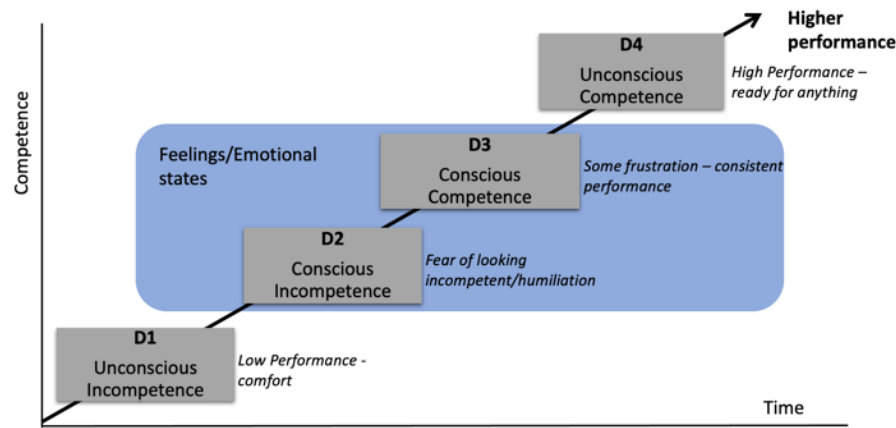 Higher
performance
D4
Unconscious
Competence
High Performance –
ready for anything
Competence
Feelings/Emotional
states
D3
Conscious
Competence
Some frustration – consistent
performance
D2
Conscious
Incompetence
Fear of looking
incompetent/humiliation
D1
Unconscious
Incompetence
Low Performance -
comfort
Time